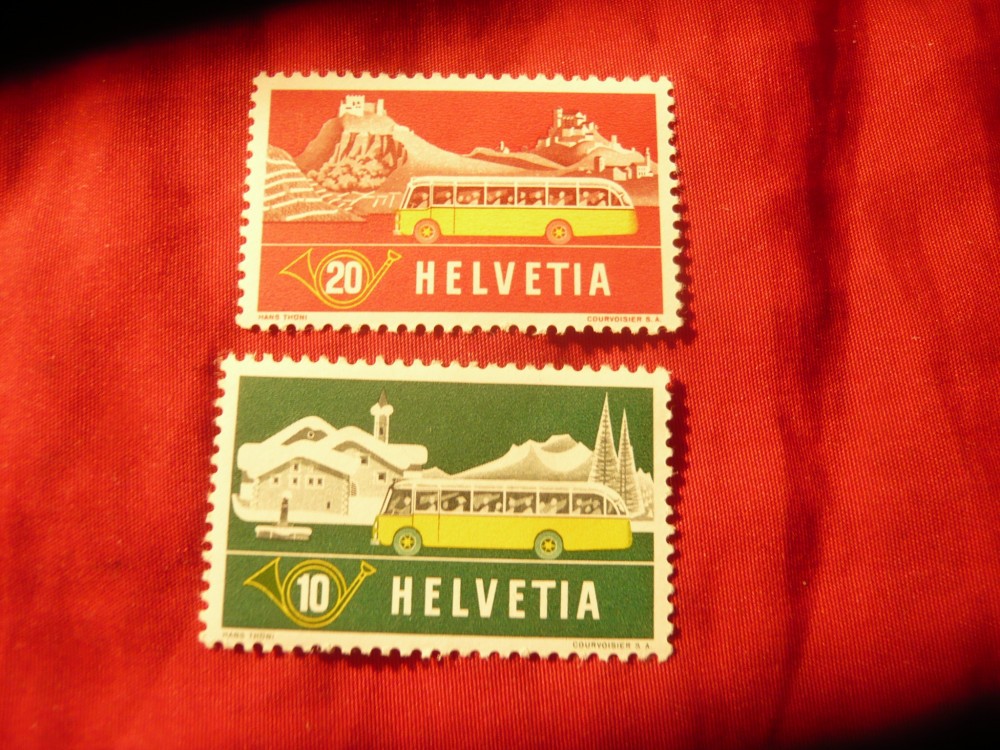 20 HELVETIA
HANS THÖNI COURVOISIER S. A.
10 HELVETIA
HANS THÖNI COURVOISIER S. A.